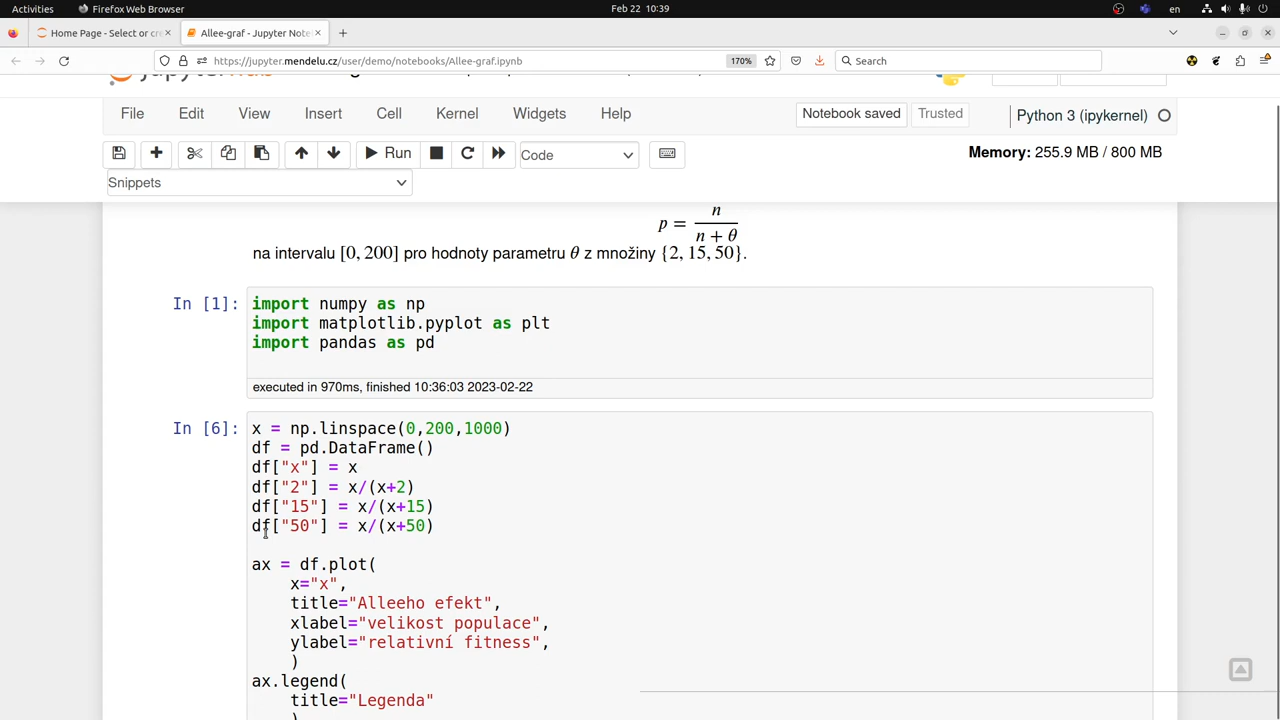 Activities Firefox Web Browser Feb 22 10:39 en
Home Page - Select or cre Allee-graf - Jupyter Note
https://jupyter.mendelu.cz/user/demo/notebooks/Allee-graf.ipynb 170% Search
File Edit View Insert Cell Kernel Widgets Help Notebook saved Trusted Python 3 (ipykernel)
Run Code Memory: 255.9 MB / 800 MB
Snippets
p = n / (n + θ)
na intervalu [0, 200] pro hodnoty parametru θ z množiny {2, 15, 50}.
In [1]: import numpy as np
import matplotlib.pyplot as plt
import pandas as pd
executed in 970ms, finished 10:36:03 2023-02-22
In [6]: x = np.linspace(0,200,1000)
df = pd.DataFrame()
df["x"] = x
df["2"] = x/(x+2)
df["15"] = x/(x+15)
df["50"] = x/(x+50)
ax = df.plot(
x="x",
title="Alleeho efekt",
xlabel="velikost populace",
ylabel="relativní fitness",
)
ax.legend(
title="Legenda"
)